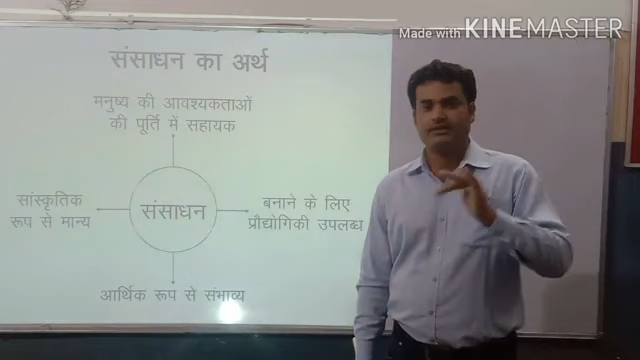 Made with KINEMASTER
संसाधन का अर्थ
मनुष्य की आवश्यकताओं
की पूर्ति में सहायक
सांस्कृतिक
रूप से मान्य
संसाधन
बनाने के लिए
प्रौद्योगिकी उपलब्ध
आर्थिक रूप से संभाव्य